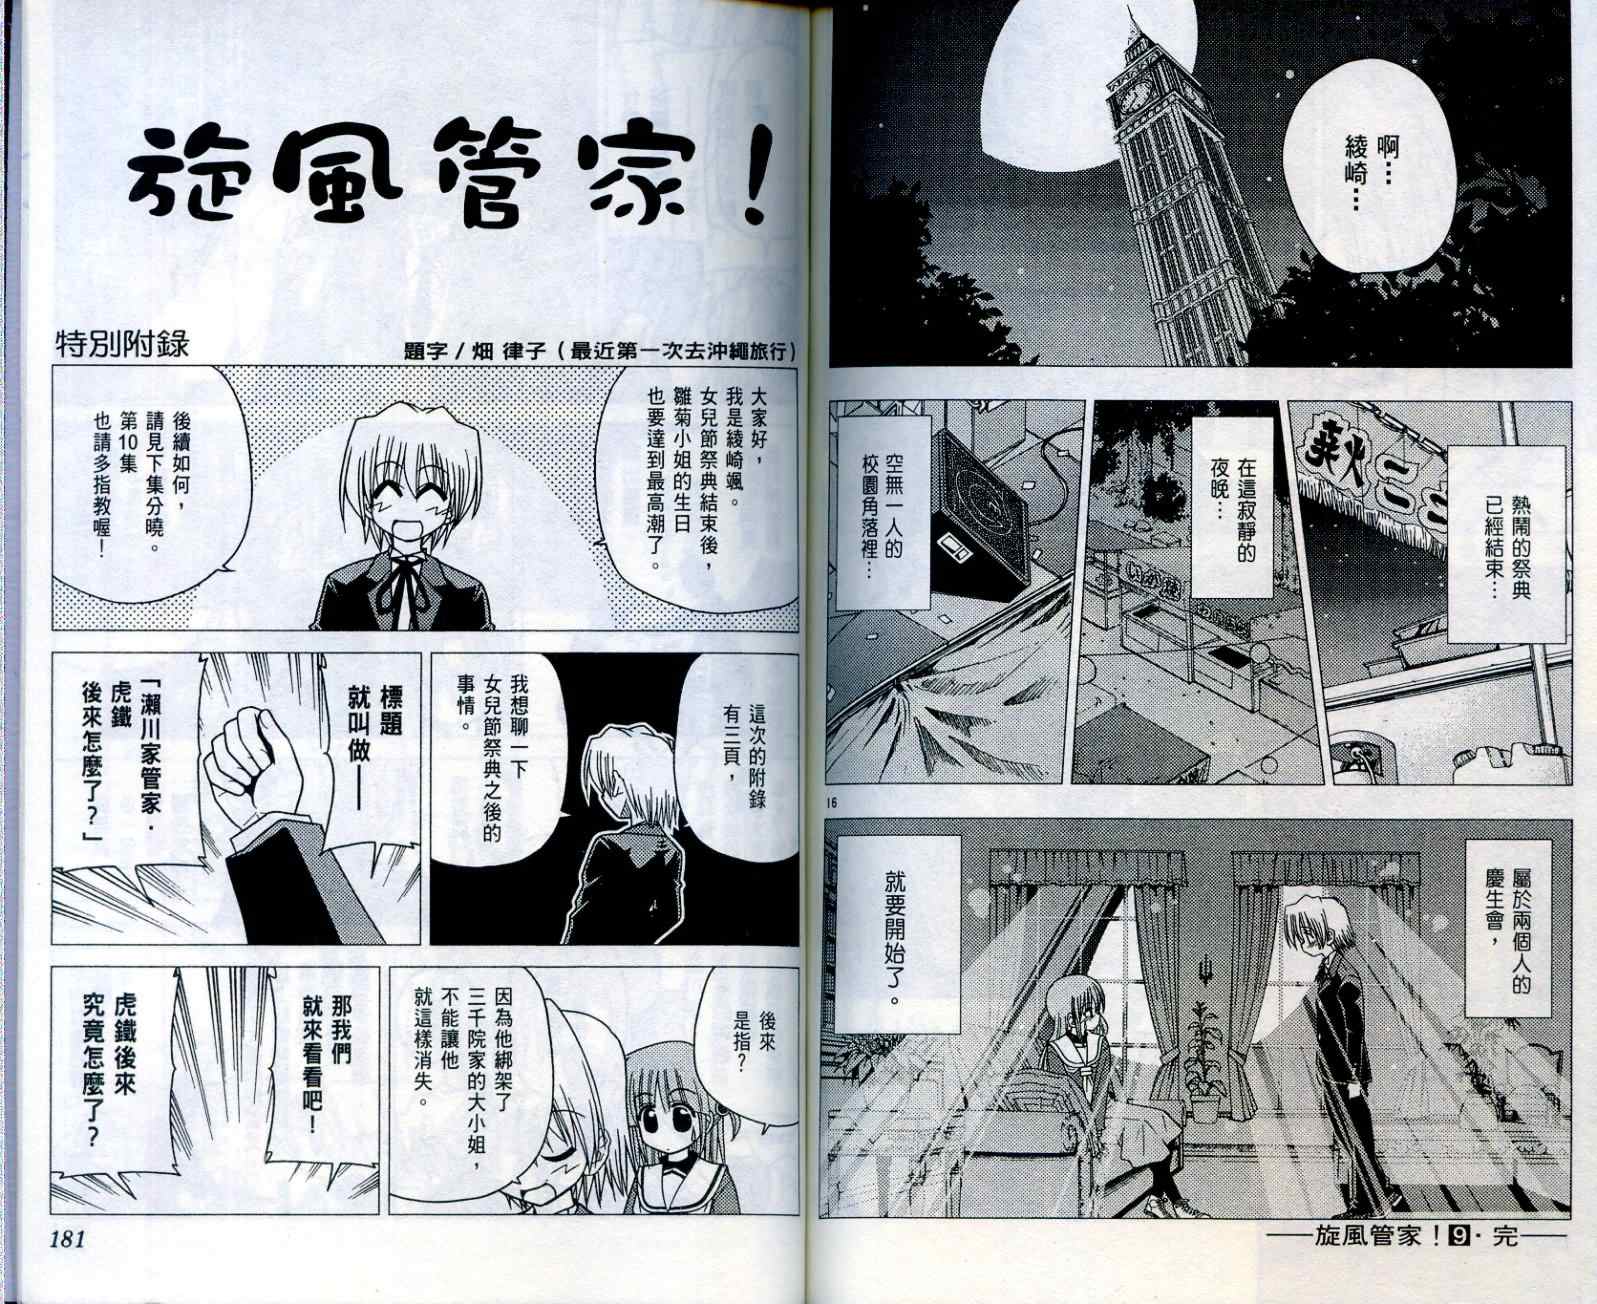 啊…
綾崎…
熱鬧的祭典
已經結束…
在這寂靜的
夜晚…
空無一人的
校園角落裡…
16
屬於兩個人的
慶生會，
就要開始了。
旋風管家！9·完
旋風管家！
特別附錄
題字/畑 律子（最近第一次去沖繩旅行）
大家好，
我是綾崎颯。
女兒節祭典結束後，
雛菊小姐的生日
也要達到最高潮了。
後續如何，
請見下集分曉。
第10集
也請多指教喔！
這次的附錄
有三頁，
我想聊一下
女兒節祭典之後的
事情。
標題
就叫做——
「瀨川家管家·
虎鐵
後來怎麼了？」
後來
是指？
因為他綁架了
三千院家的大小姐，
不能讓他
就這樣消失。
那我們
就來看看吧！
虎鐵後來
究竟怎麼了？
181